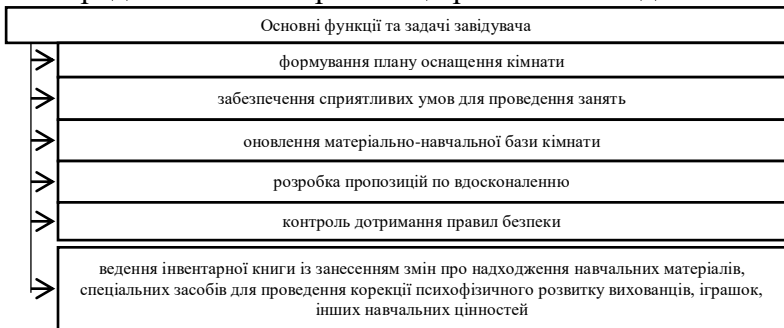 Основні функції та задачі завідувача
формування плану оснащення кімнати
забезпечення сприятливих умов для проведення занять
оновлення матеріально-навчальної бази кімнати
розробка пропозицій по вдосконаленню
контроль дотримання правил безпеки
ведення інвентарної книги із занесенням змін про надходження навчальних матеріалів,
спеціальних засобів для проведення корекції психофізичного розвитку вихованців, іграшок,
інших навчальних цінностей